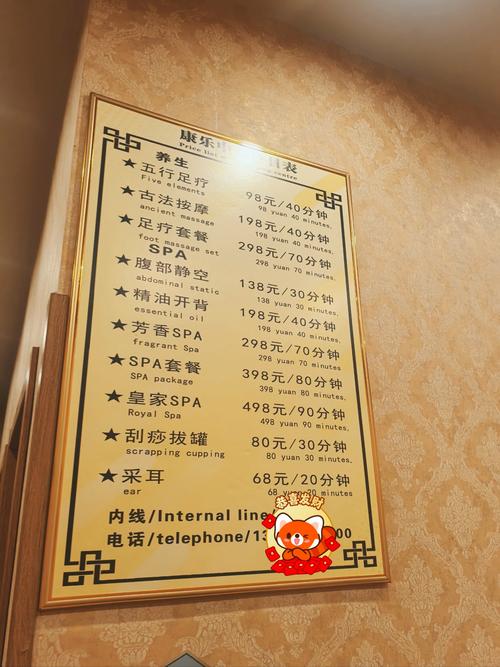 康乐中 目表
Price list centre
养生
★五行足疗 98元/40分钟
Five elements 98 yuan 40 minutes.
★古法按摩 198元/40分钟
ancient massage 198 yuan 40 minutes.
★足疗套餐 298元/70分钟
foot massage set 298 yuan 70 minutes.
SPA
★腹部静空 138元/30分钟
abdominal static 138 yuan 30 minutes.
★精油开背 198元/40分钟
essential oil 198 yuan 40 minutes.
★芳香SPA 298元/70分钟
fragrant Spa 298 yuan 70 minutes
★SPA套餐 398元/80分钟
SPA package 398 yuan 80 minutes.
★皇家SPA 498元/90分钟
Royal Spa 498 yuan 90 minutes.
★刮痧拔罐 80元/30分钟
scrapping cupping 80 yuan 30 minutes.
★采耳 68元/20分钟
ear 68 yuan 20 minutes
恭喜发财
内线/Internal line/
电话/telephone/13 00